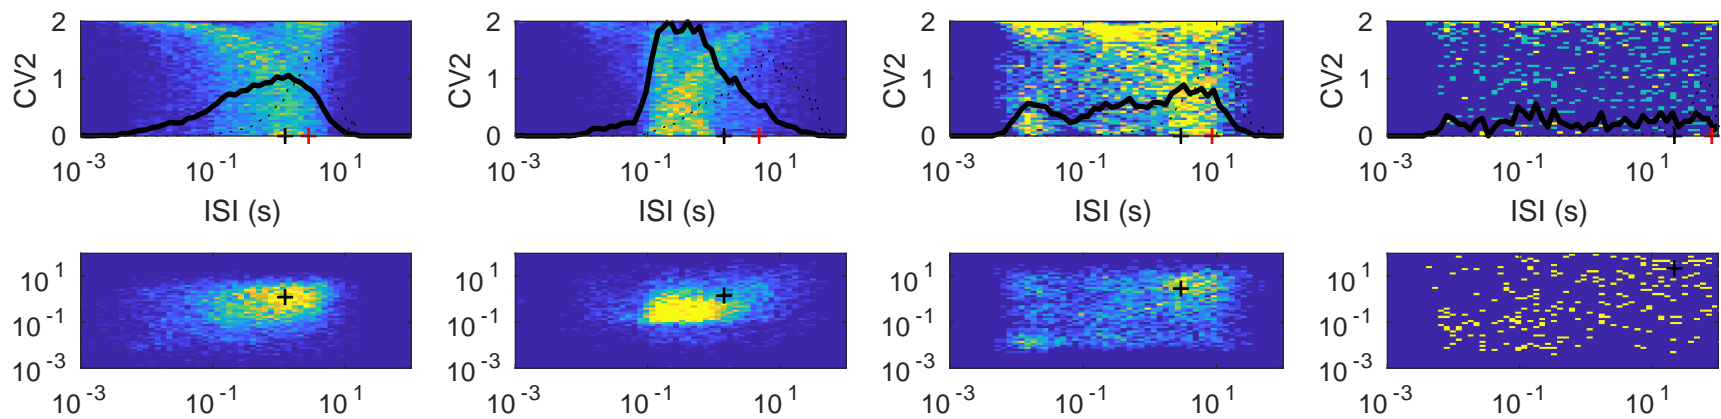 2 2 2 2
CV2 CV2 CV2 CV2
1 1 1 1
0 0 0 0
10^-3 10^-1 10^1 10^-3 10^-1 10^1 10^-3 10^-1 10^1 10^-3 10^-1 10^1
ISI (s) ISI (s) ISI (s) ISI (s)
10^1 10^1 10^1 10^1
10^-1 10^-1 10^-1 10^-1
10^-3 10^-3 10^-3 10^-3
10^-3 10^-1 10^1 10^-3 10^-1 10^1 10^-3 10^-1 10^1 10^-3 10^-1 10^1